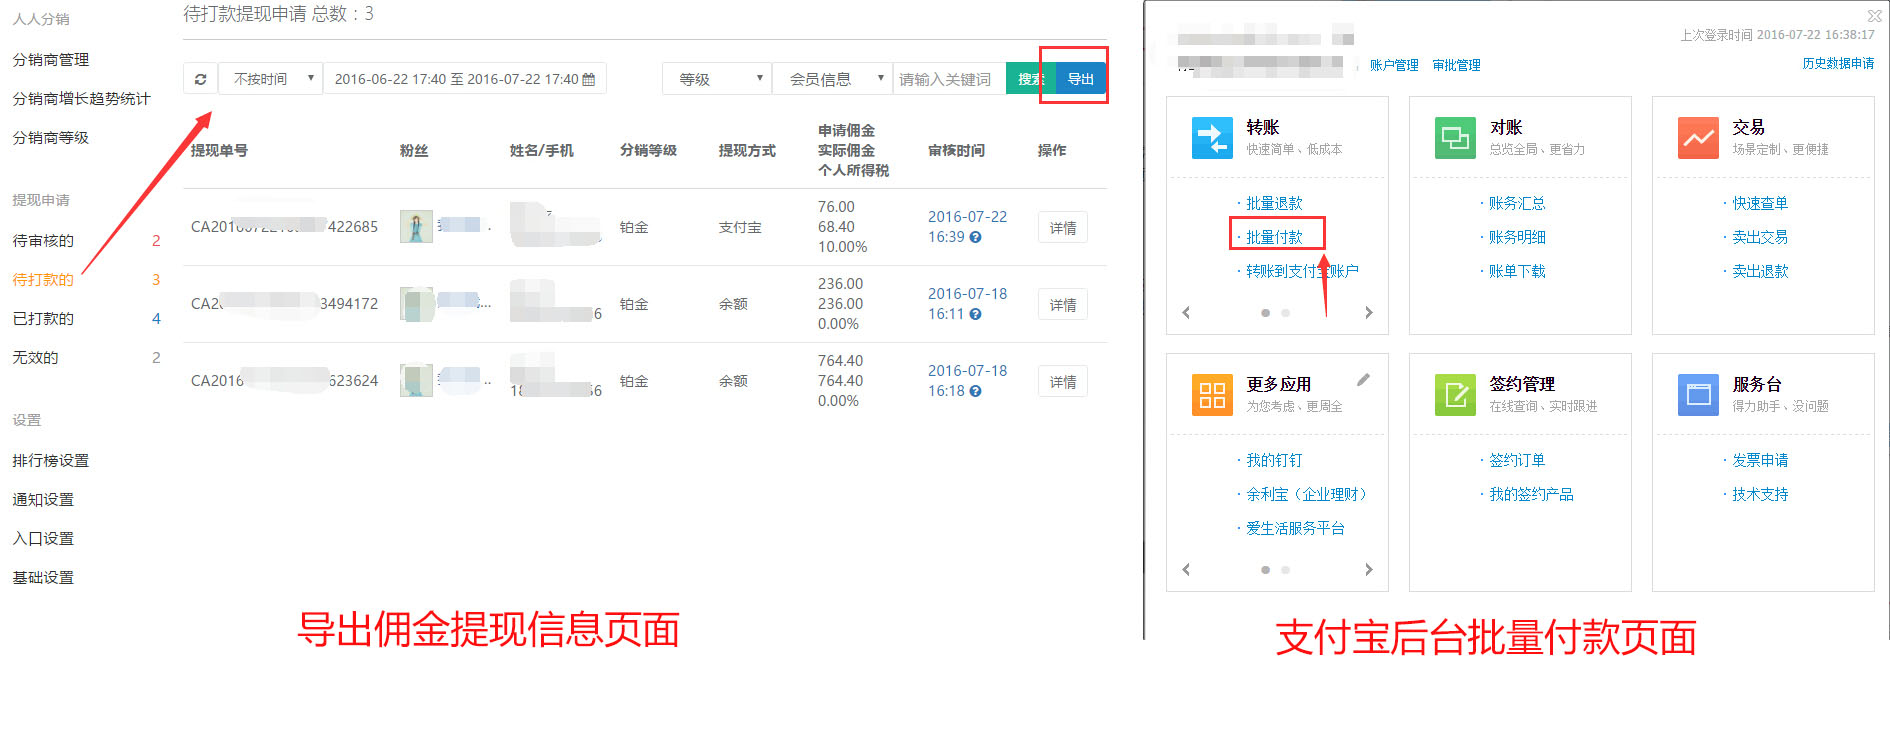 人人分销
分销商管理
分销商增长趋势统计
分销商等级
提现申请
待审核的 2
待打款的 3
已打款的 4
无效的 2
设置
排行榜设置
通知设置
入口设置
基础设置
待打款提现申请 总数：3
不按时间 2016-06-22 17:40 至 2016-07-22 17:40 等级 会员信息 请输入关键词 搜索 导出
提现单号 粉丝 姓名/手机 分销等级 提现方式 申请佣金 实际佣金 个人所得税 审核时间 操作
422685 铂金 支付宝 76.00 68.40 10.00% 2016-07-22 16:39 详情
3494172 铂金 余额 236.00 236.00 0.00% 2016-07-18 16:11 详情
CA2016 623624 铂金 余额 764.40 764.40 0.00% 2016-07-18 16:18 详情
导出佣金提现信息页面
上次登录时间 2016-07-22 16:38:17
账户管理 审批管理 历史数据申请
转账
快速简单、低成本
· 批量退款
· 批量付款
· 转账到支付宝账户
对账
总览全局、更省力
· 账务汇总
· 账务明细
· 账单下载
交易
场景定制、更便捷
· 快速查单
· 卖出交易
· 卖出退款
更多应用
为您考虑、更周全
· 我的钉钉
· 余利宝（企业理财）
· 爱生活服务平台
签约管理
在线查询、实时跟进
· 签约订单
· 我的签约产品
服务台
得力助手、没问题
· 发票申请
· 技术支持
支付宝后台批量付款页面